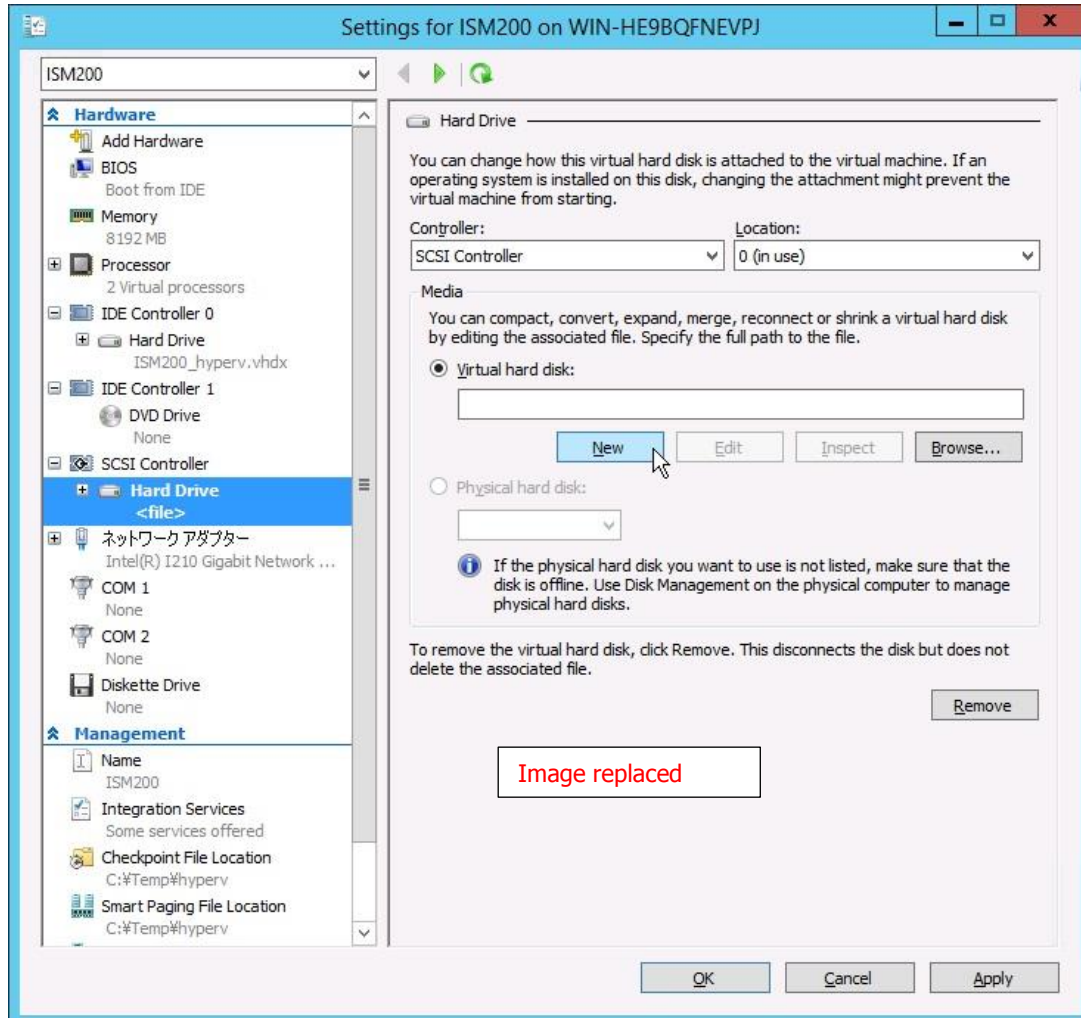 Settings for ISM200 on WIN-HE9BQFNEVPJ
ISM200
Hardware
Add Hardware
BIOS
Boot from IDE
Memory
8192 MB
Processor
2 Virtual processors
IDE Controller 0
Hard Drive
ISM200_hyperv.vhdx
IDE Controller 1
DVD Drive
None
SCSI Controller
Hard Drive
<file>
ネットワーク アダプター
Intel(R) I210 Gigabit Network ...
COM 1
None
COM 2
None
Diskette Drive
None
Management
Name
ISM200
Integration Services
Some services offered
Checkpoint File Location
C:¥Temp¥hyperv
Smart Paging File Location
C:¥Temp¥hyperv
Hard Drive
You can change how this virtual hard disk is attached to the virtual machine. If an
operating system is installed on this disk, changing the attachment might prevent the
virtual machine from starting.
Controller: Location:
SCSI Controller 0 (in use)
Media
You can compact, convert, expand, merge, reconnect or shrink a virtual hard disk
by editing the associated file. Specify the full path to the file.
Virtual hard disk:
New Edit Inspect Browse...
Physical hard disk:
If the physical hard disk you want to use is not listed, make sure that the
disk is offline. Use Disk Management on the physical computer to manage
physical hard disks.
To remove the virtual hard disk, click Remove. This disconnects the disk but does not
delete the associated file.
Remove
Image replaced
OK Cancel Apply